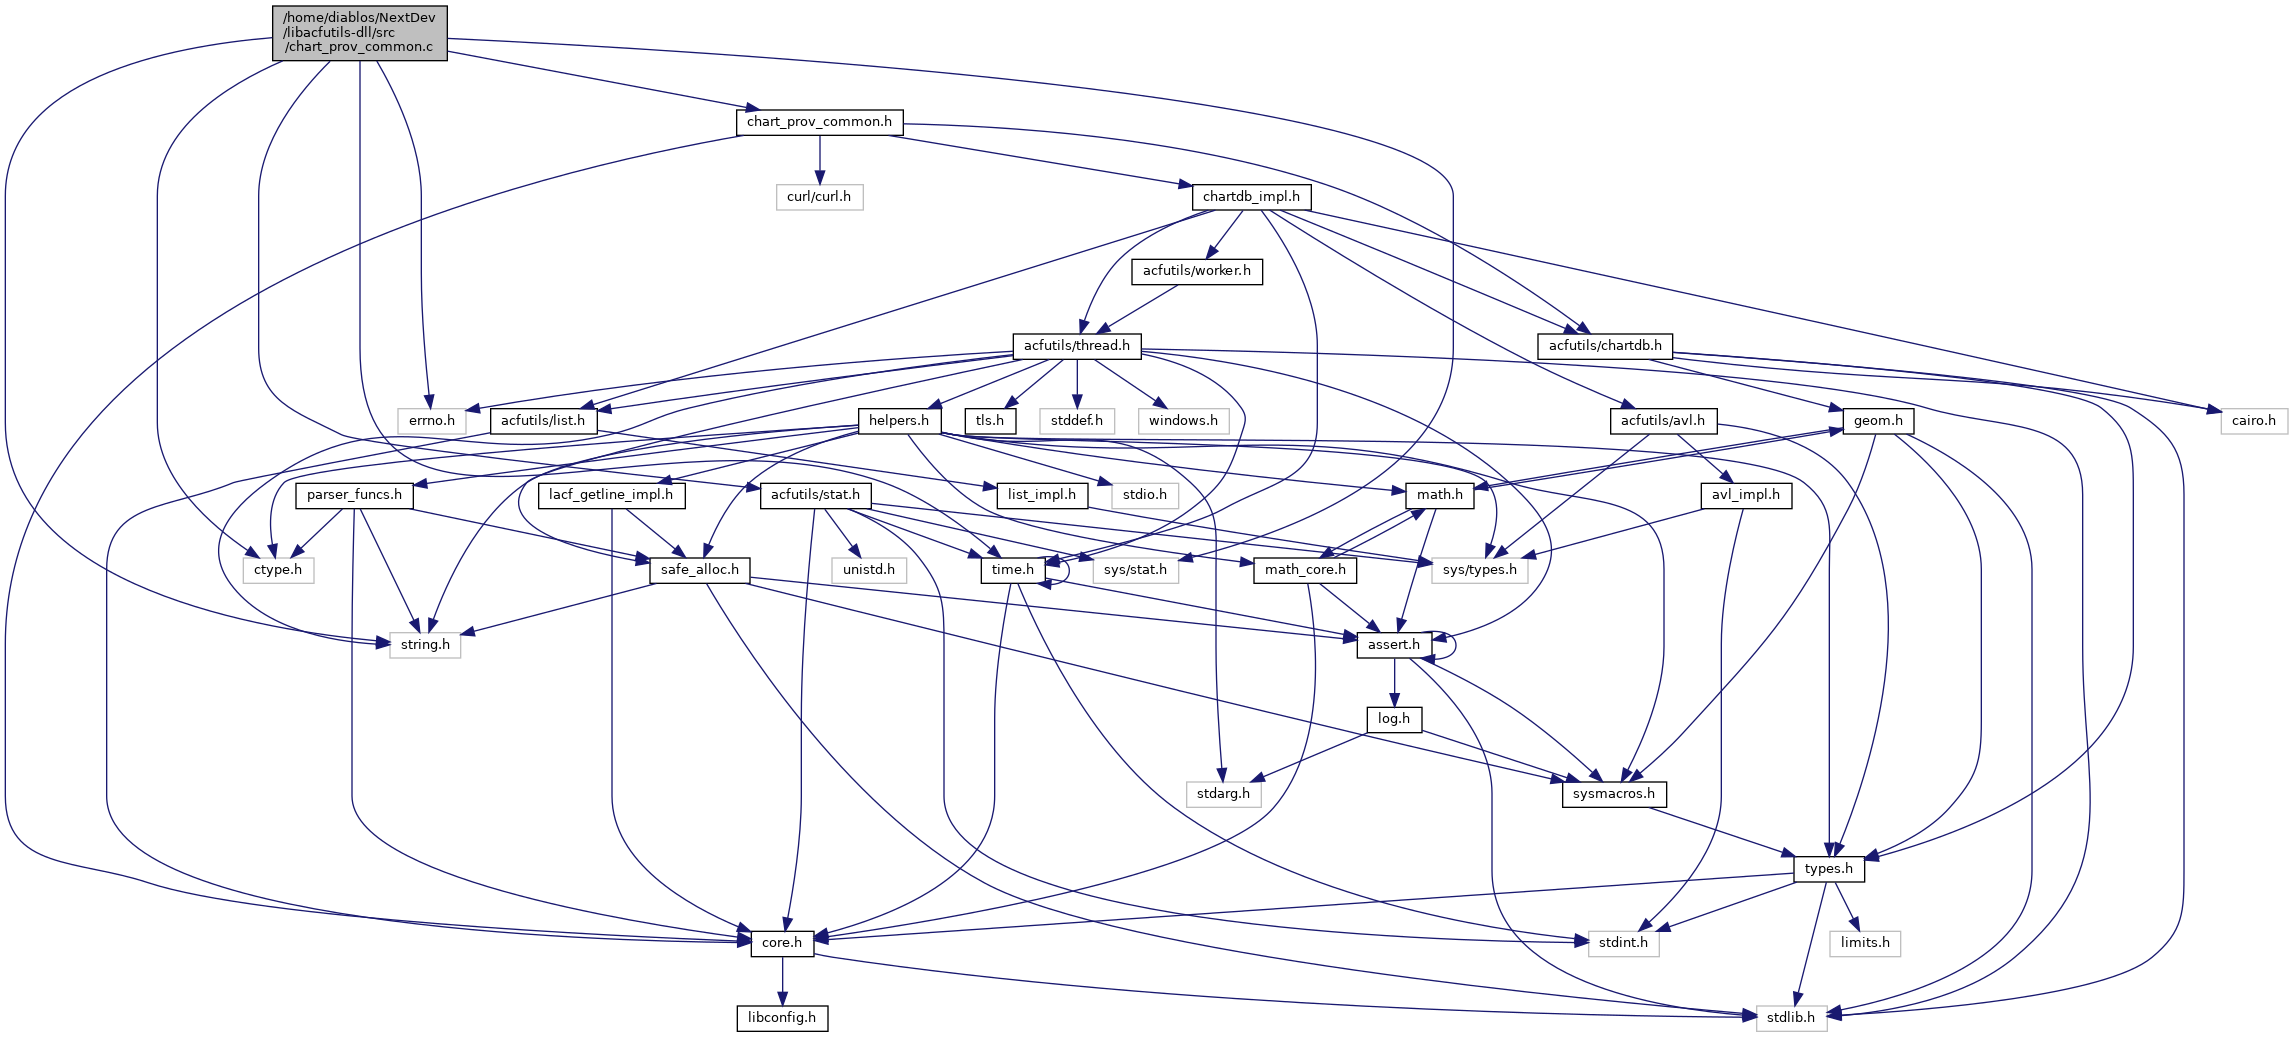 /home/diablos/NextDev
/libacfutils-dll/src
/chart_prov_common.c
chart_prov_common.h
curl/curl.h
chartdb_impl.h
acfutils/worker.h
acfutils/thread.h
acfutils/chartdb.h
errno.h
acfutils/list.h
helpers.h
tls.h
stddef.h
windows.h
acfutils/avl.h
geom.h
cairo.h
parser_funcs.h
lacf_getline_impl.h
acfutils/stat.h
list_impl.h
stdio.h
math.h
avl_impl.h
ctype.h
safe_alloc.h
unistd.h
time.h
sys/stat.h
math_core.h
sys/types.h
string.h
assert.h
log.h
stdarg.h
sysmacros.h
types.h
core.h
stdint.h
limits.h
libconfig.h
stdlib.h